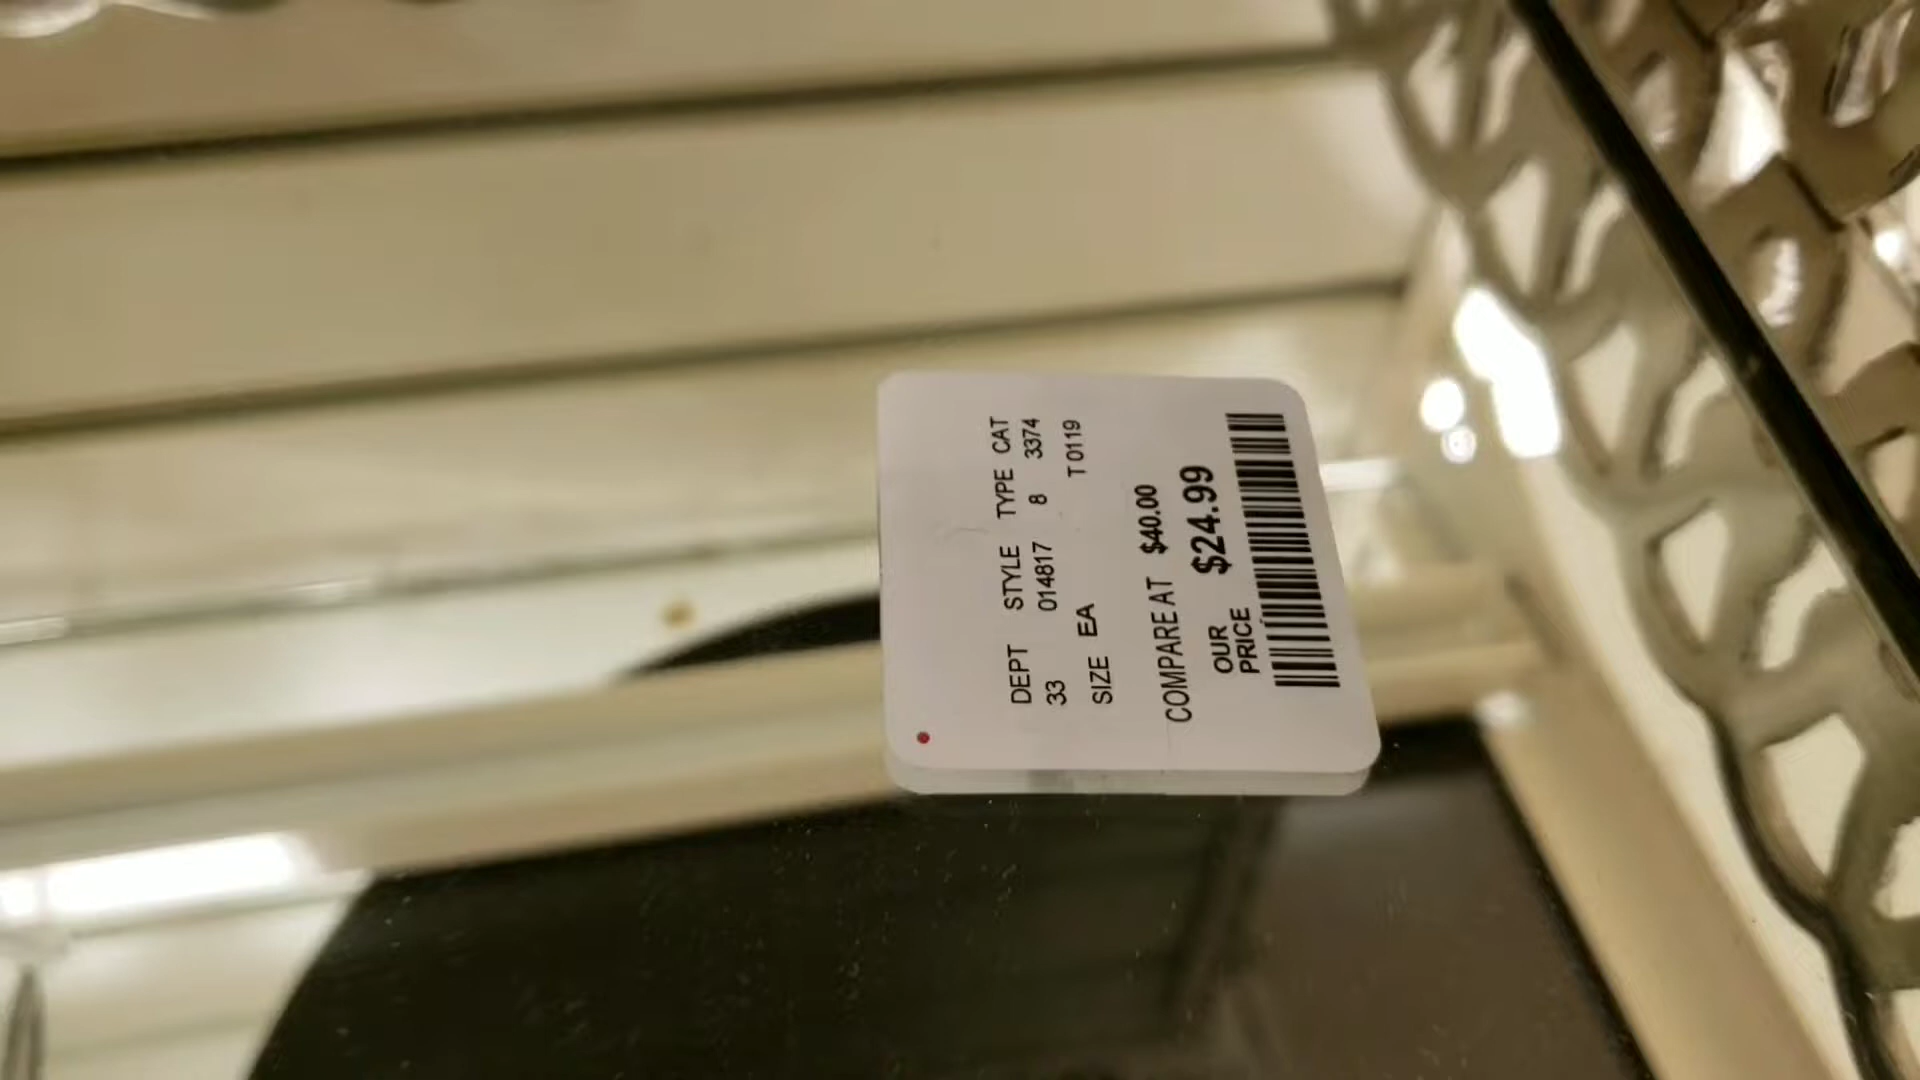 DEPT STYLE TYPE CAT
33 014817 8 3374
SIZE EA T0119
COMPARE AT $40.00
OUR PRICE $24.99